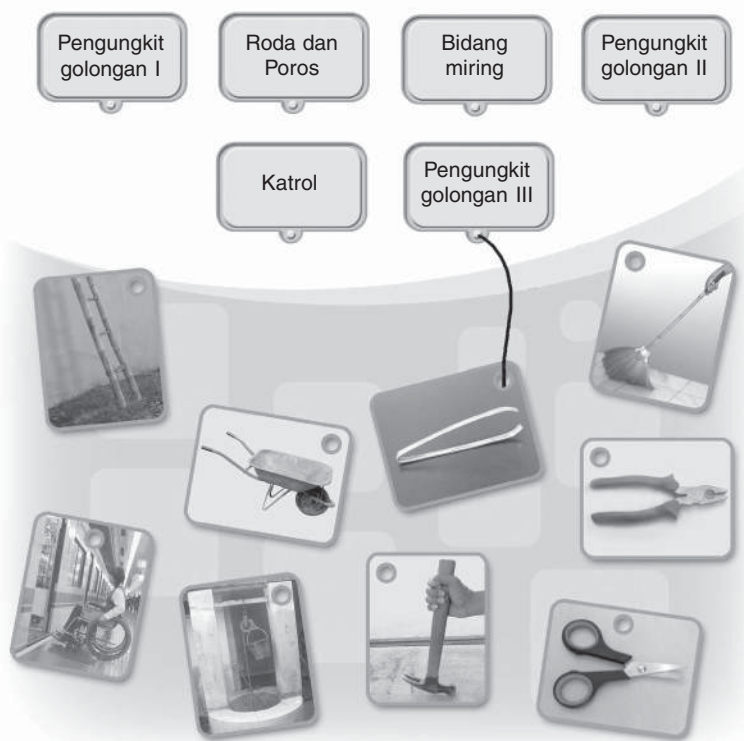 Pengungkit
golongan I
Roda dan
Poros
Bidang
miring
Pengungkit
golongan II
Katrol
Pengungkit
golongan III